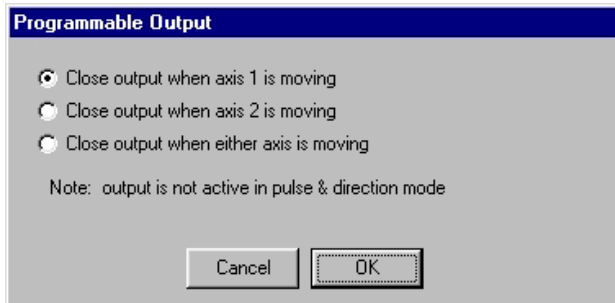 Programmable Output
Close output when axis 1 is moving
Close output when axis 2 is moving
Close output when either axis is moving
Note: output is not active in pulse & direction mode
Cancel OK